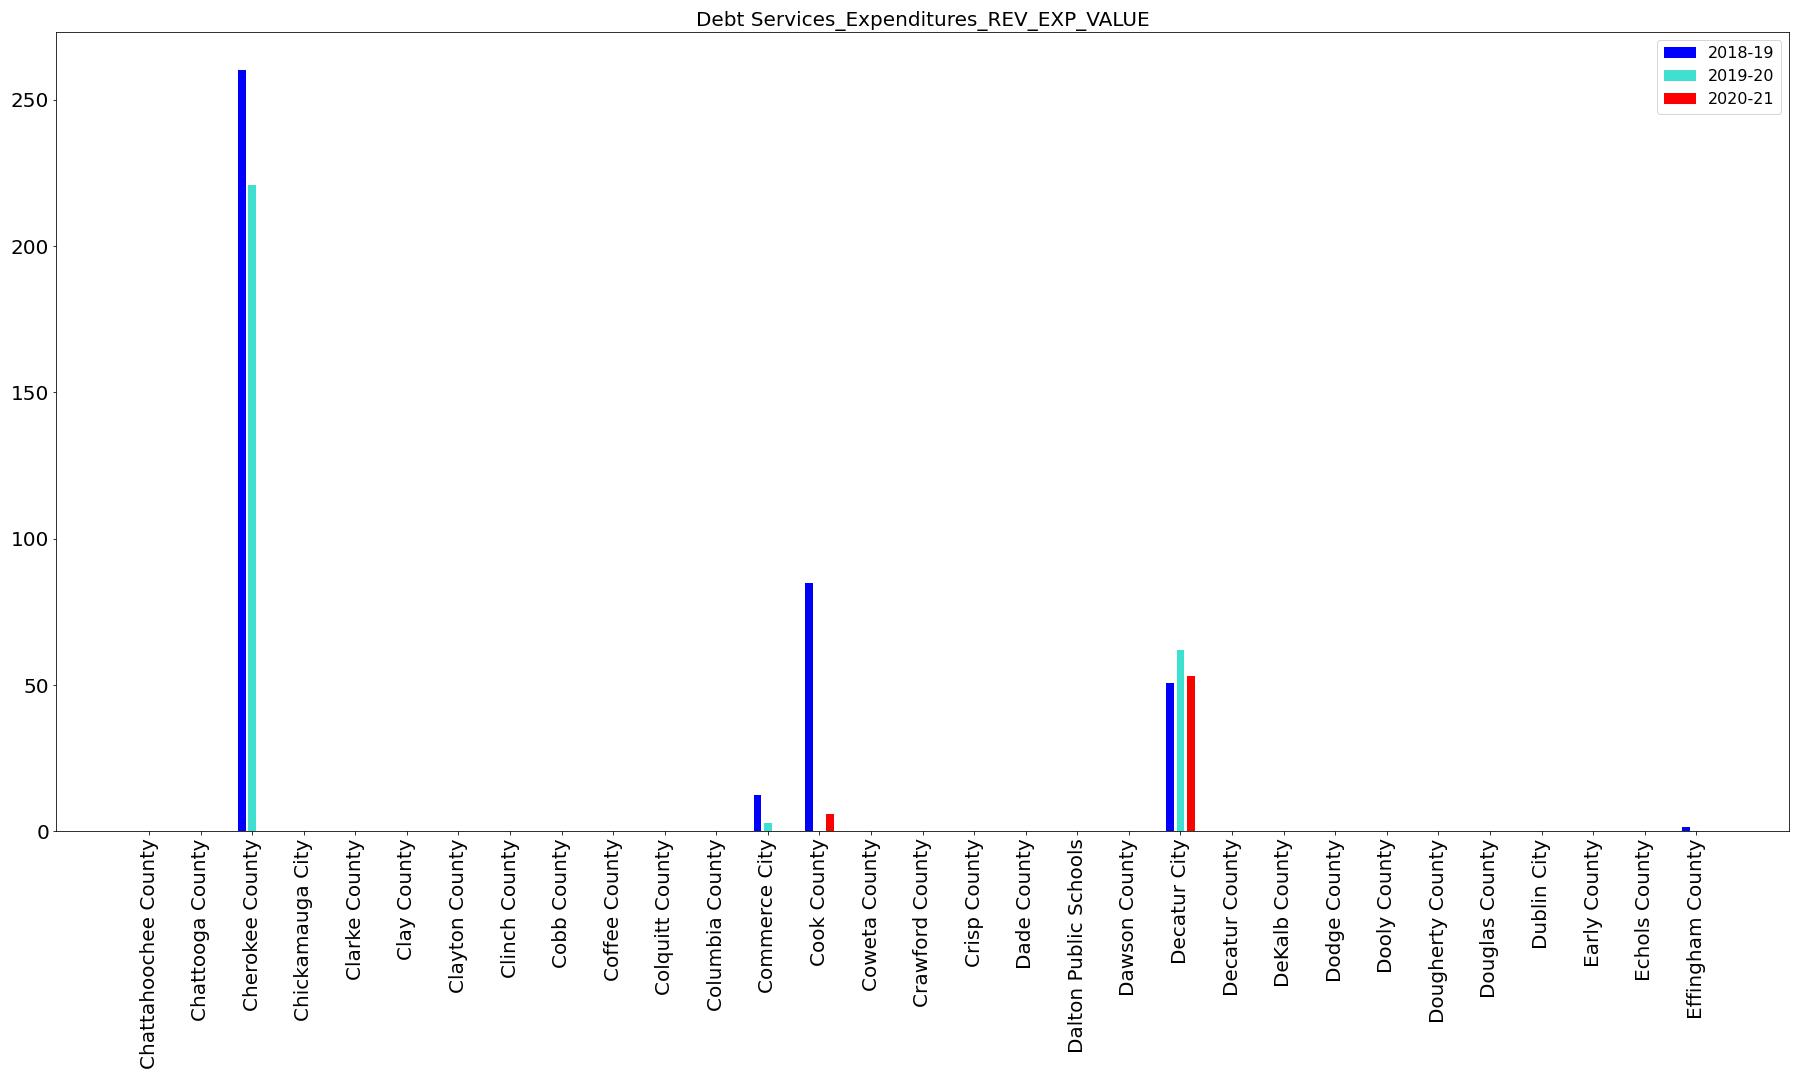 Debt Services_Expenditures_REV_EXP_VALUE
2018-19
2019-20
2020-21
250
200
150
100
50
0
Chattahoochee County
Chattooga County
Cherokee County
Chickamauga City
Clarke County
Clay County
Clayton County
Clinch County
Cobb County
Coffee County
Colquitt County
Columbia County
Commerce City
Cook County
Coweta County
Crawford County
Crisp County
Dade County
Dalton Public Schools
Dawson County
Decatur City
Decatur County
DeKalb County
Dodge County
Dooly County
Dougherty County
Douglas County
Dublin City
Early County
Echols County
Effingham County